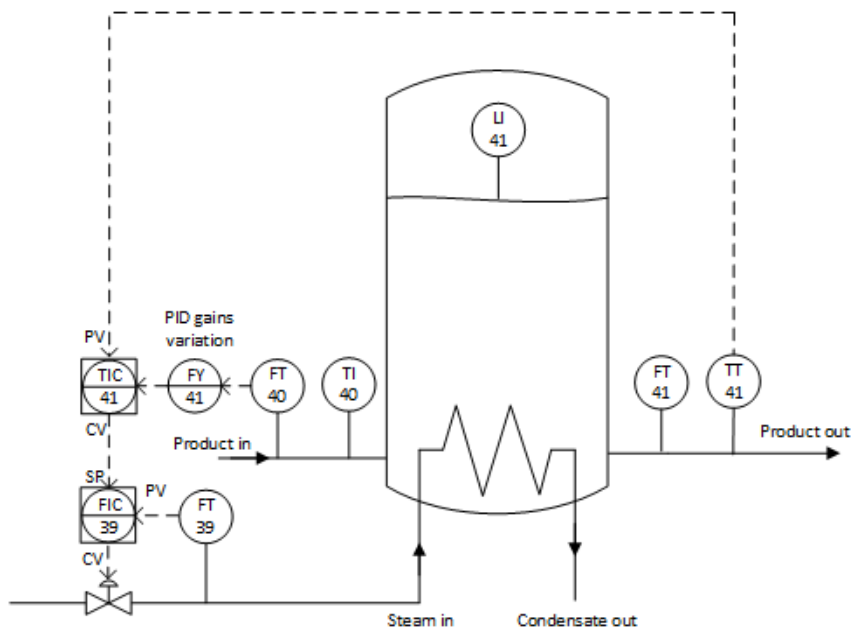 LI
41
PID gains
variation
PV
TIC
41
FY
41
FT
40
TI
40
FT
41
TT
41
CV
Product in
Product out
SP
PV
FIC
39
FT
39
CV
Steam in
Condensate out